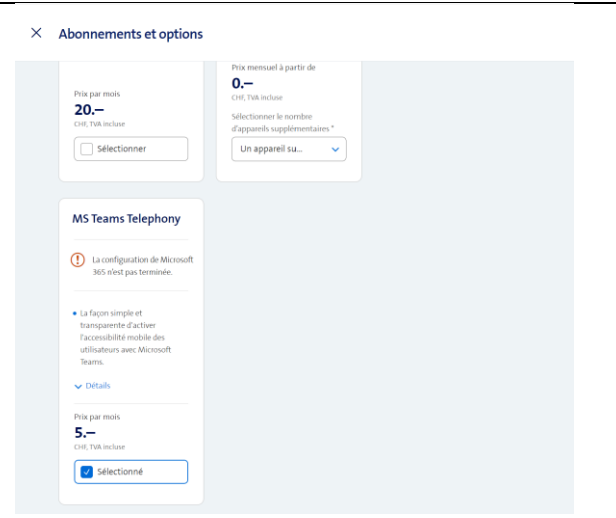 Abonnements et options
Prix par mois
20.–
CHF, TVA incluse
Sélectionner
Prix mensuel à partir de
0.–
CHF, TVA incluse
Sélectionner le nombre
d'appareils supplémentaires *
Un appareil su...
MS Teams Telephony
La configuration de Microsoft
365 n'est pas terminée.
La façon simple et
transparente d'activer
l'accessibilité mobile des
utilisateurs avec Microsoft
Teams.
Détails
Prix par mois
5.–
CHF, TVA incluse
Sélectionné